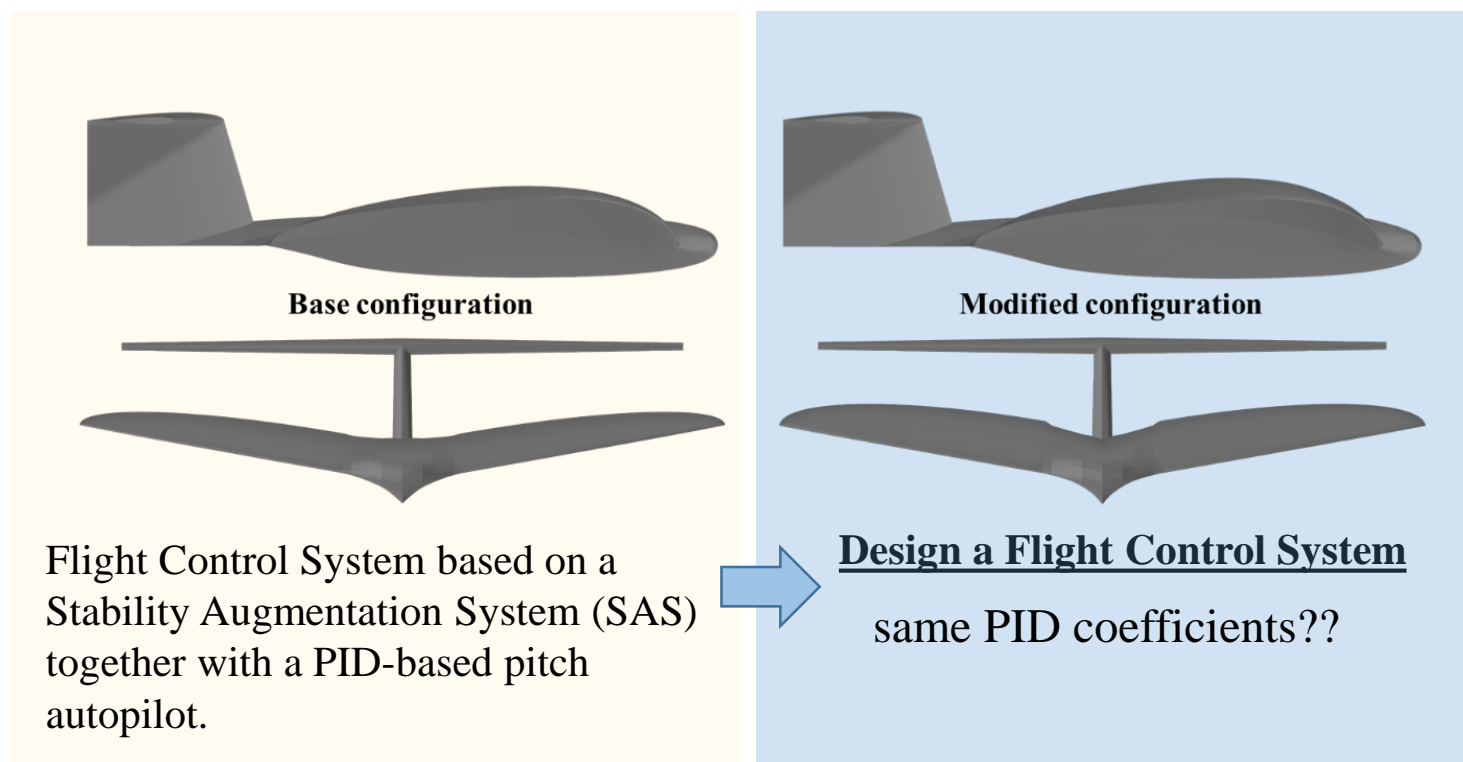 Base configuration
Flight Control System based on a
Stability Augmentation System (SAS)
together with a PID-based pitch
autopilot.
Modified configuration
Design a Flight Control System
same PID coefficients??